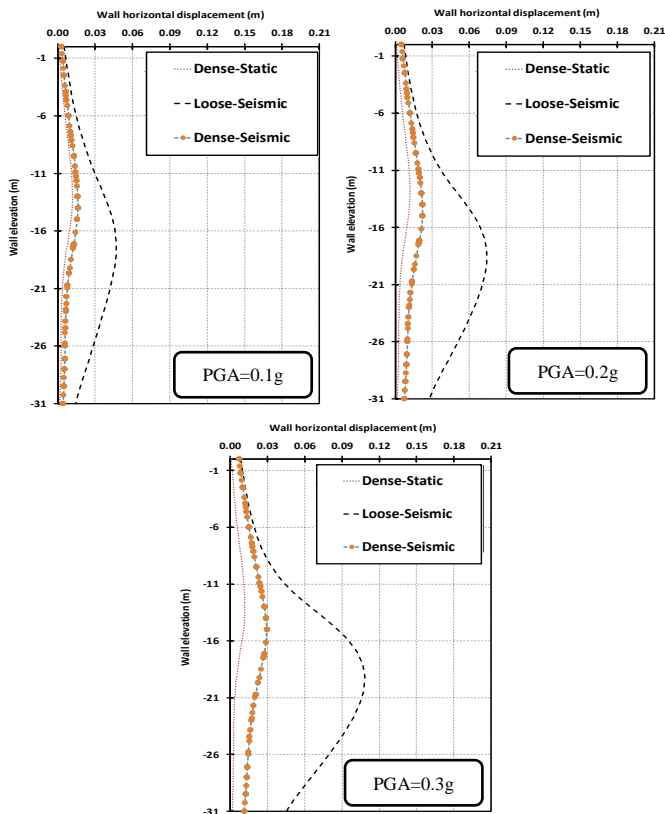 Wall horizontal displacement (m)
0.00 0.03 0.06 0.09 0.12 0.15 0.18 0.21
-1
-6
-11
-16
-21
-26
-31
Wall elevation (m)
Dense-Static
Loose-Seismic
Dense-Seismic
PGA=0.1g
Wall horizontal displacement (m)
0.00 0.03 0.06 0.09 0.12 0.15 0.18 0.21
-1
-6
-11
-16
-21
-26
-31
Wall elevation (m)
Dense-Static
Loose-Seismic
Dense-Seismic
PGA=0.2g
Wall horizontal displacement (m)
0.00 0.03 0.06 0.09 0.12 0.15 0.18 0.21
-1
-6
-11
-16
-21
-26
-31
Wall elevation (m)
Dense-Static
Loose-Seismic
Dense-Seismic
PGA=0.3g